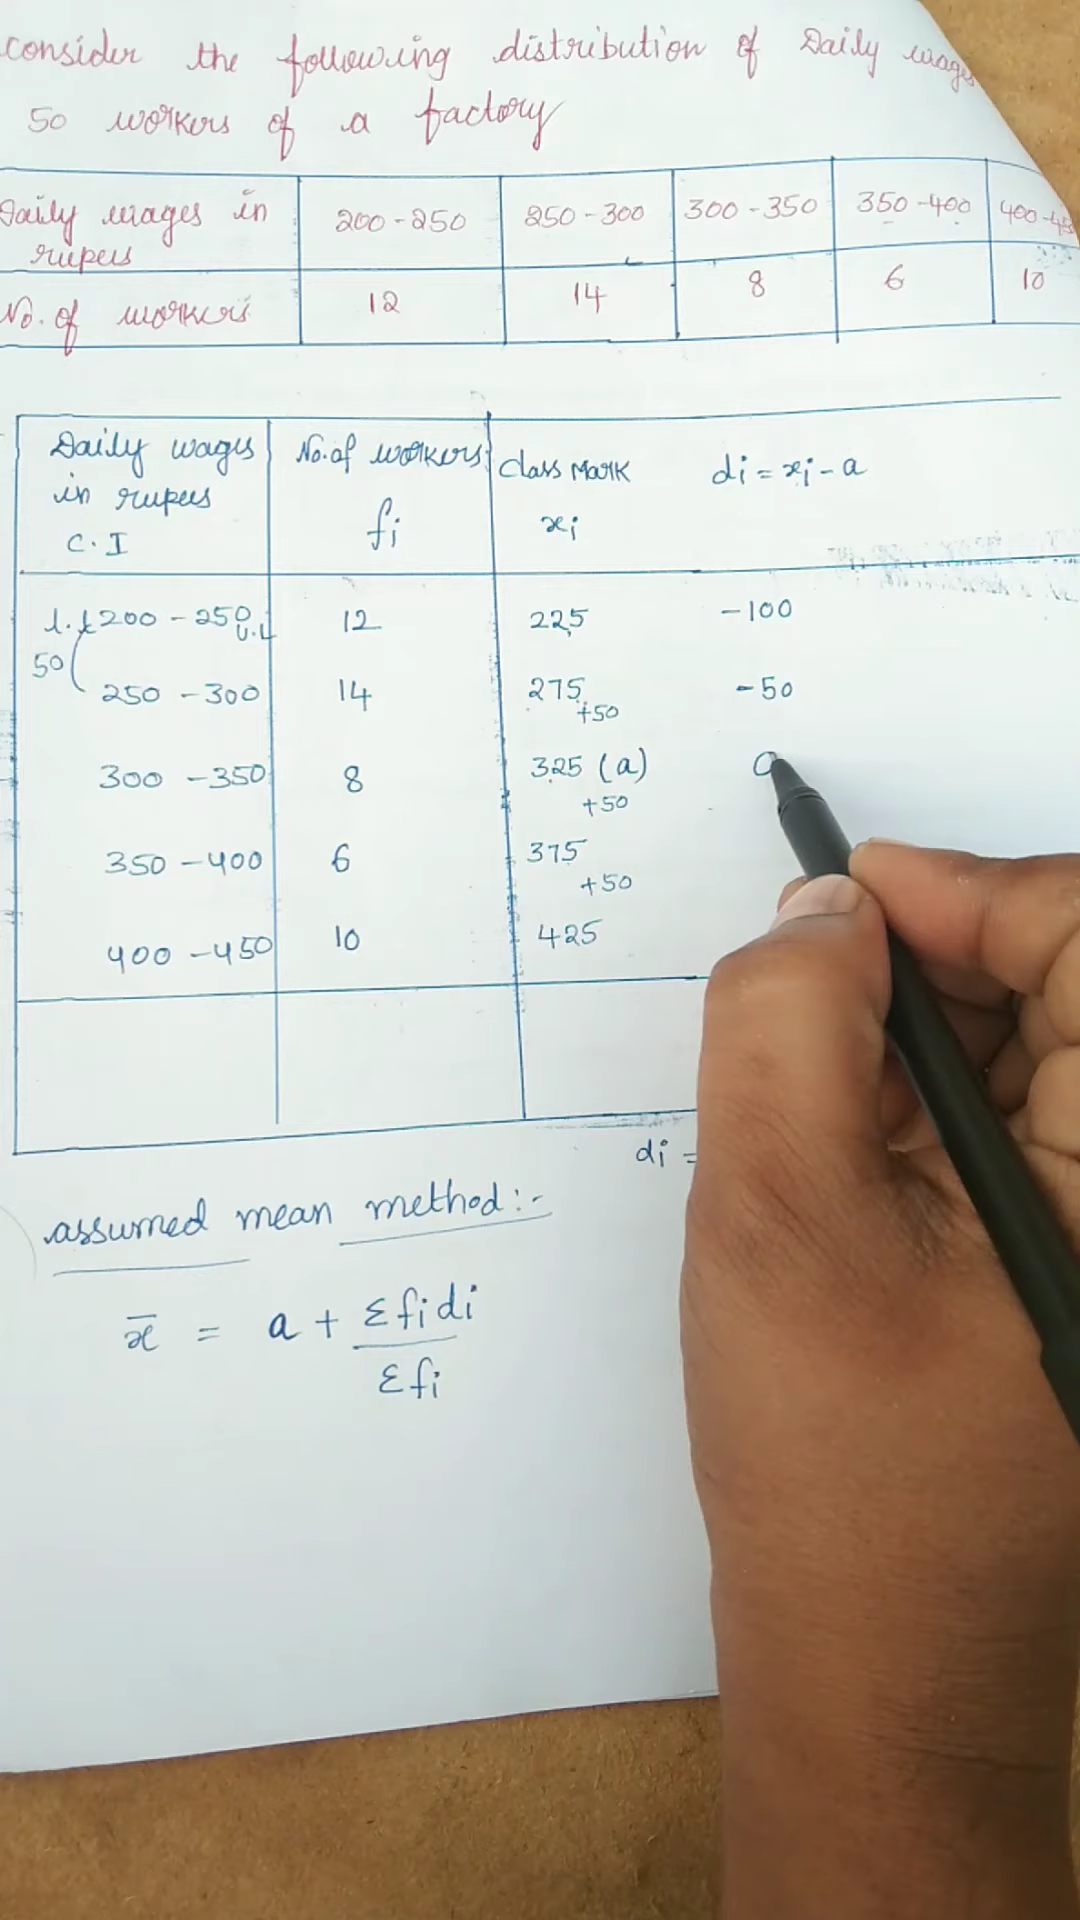 consider the following distribution of Daily wages
50 workers of a factory
Daily wages in rupees 200-250 250-300 300-350 350-400
No. of workers 12 14 8 6 10
Daily wages in rupees C.I No. of workers fi class mark xi di = xi - a
l.l 200 - 250 u.L 12 225 -100
50
250 - 300 14 275 -50
+50
300 - 350 8 325 (a)
+50
350 - 400 6 375
+50
400 - 450 10 425
di =
assumed mean method:-
x̄ = a + Σfidi / Σfi